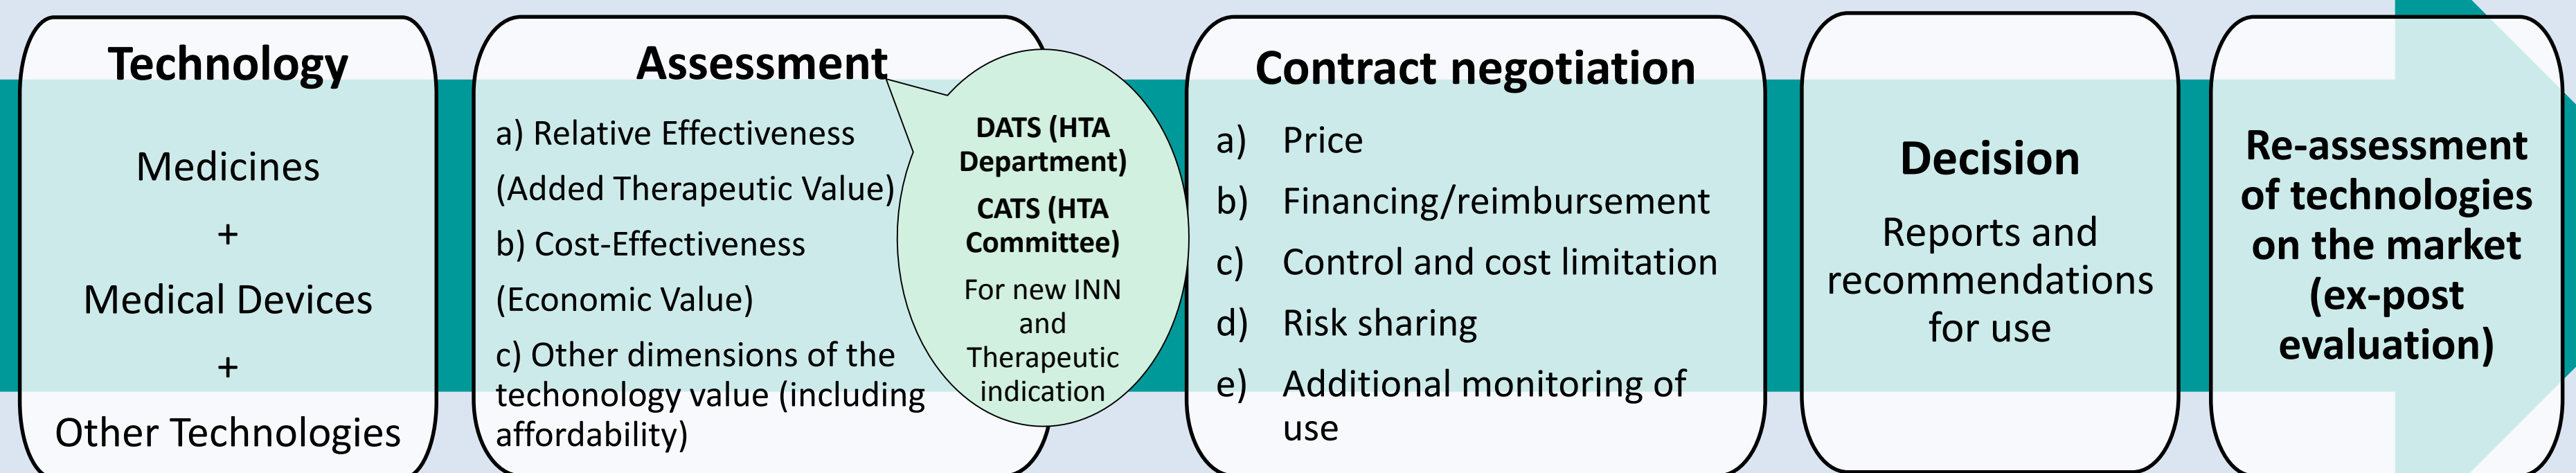 Technology
Medicines
+
Medical Devices
+
Other Technologies
Assessment
a) Relative Effectiveness
(Added Therapeutic Value)
b) Cost-Effectiveness
(Economic Value)
c) Other dimensions of the
techonology value (including
affordability)
DATS (HTA
Department)
CATS (HTA
Committee)
For new INN
and
Therapeutic
indication
Contract negotiation
a) Price
b) Financing/reimbursement
c) Control and cost limitation
d) Risk sharing
e) Additional monitoring of
use
Decision
Reports and
recommendations
for use
Re-assessment
of technologies
on the market
(ex-post
evaluation)